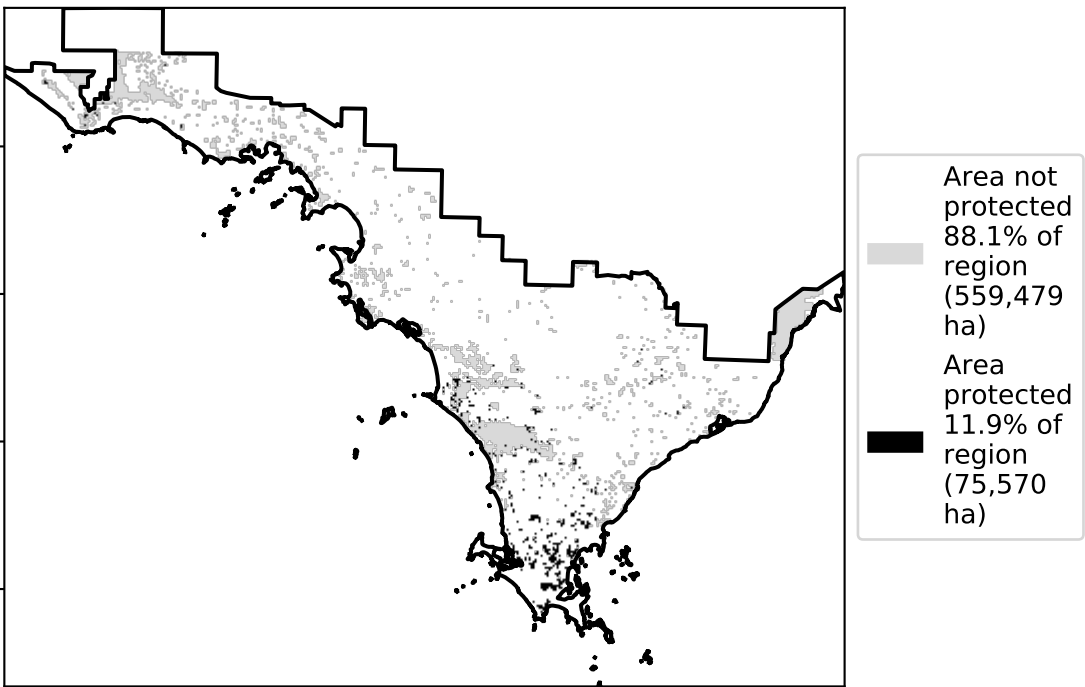 Area not
protected
88.1% of
region
(559,479
ha)
Area
protected
11.9% of
region
(75,570
ha)